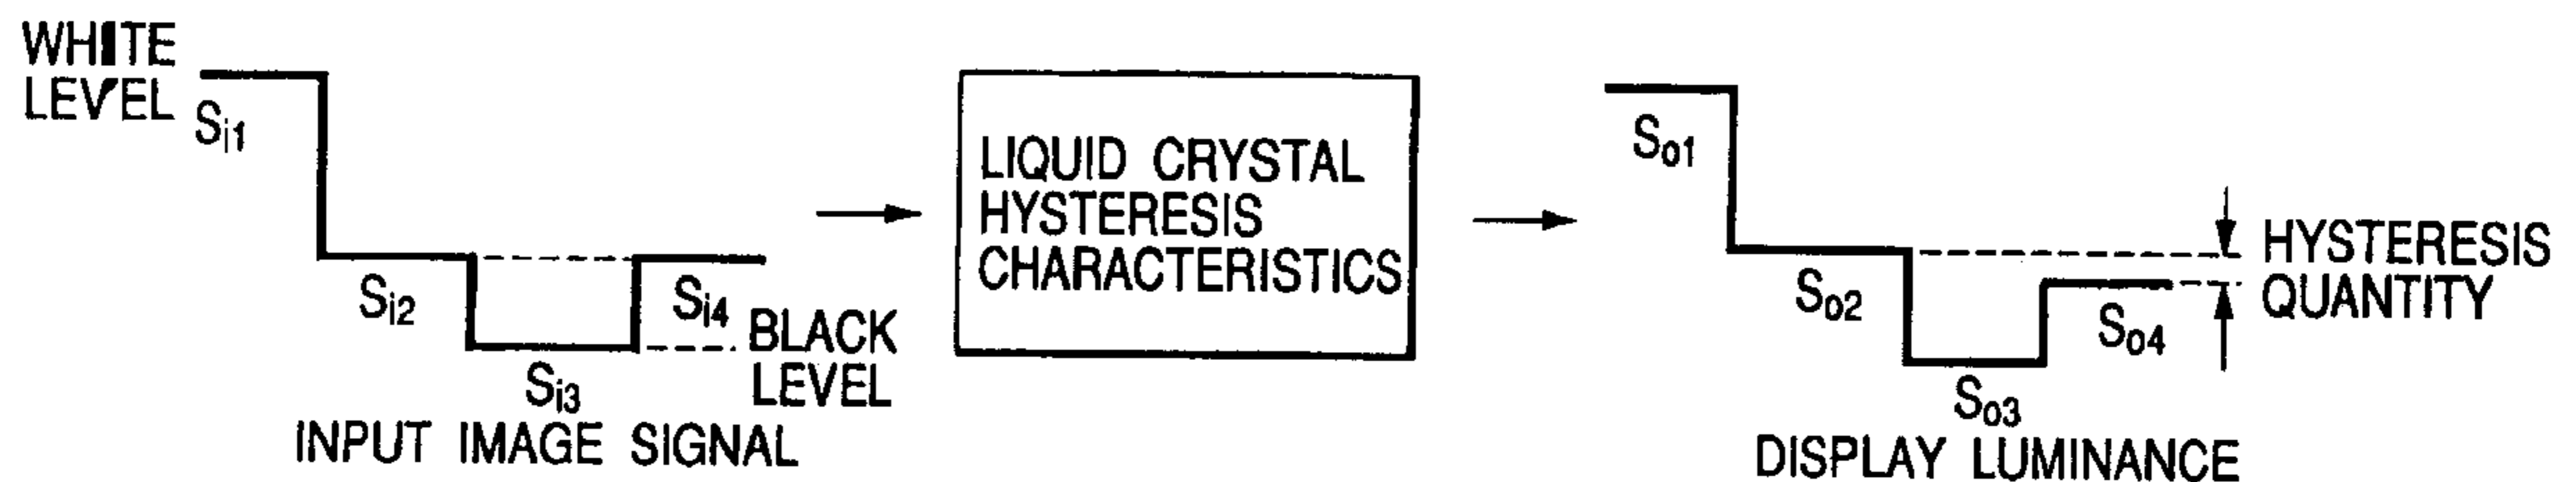 WHITE
LEVEL
Si1
Si2
Si3
Si4
BLACK
LEVEL
INPUT IMAGE SIGNAL
LIQUID CRYSTAL
HYSTERESIS
CHARACTERISTICS
So1
So2
So3
So4
HYSTERESIS
QUANTITY
DISPLAY LUMINANCE